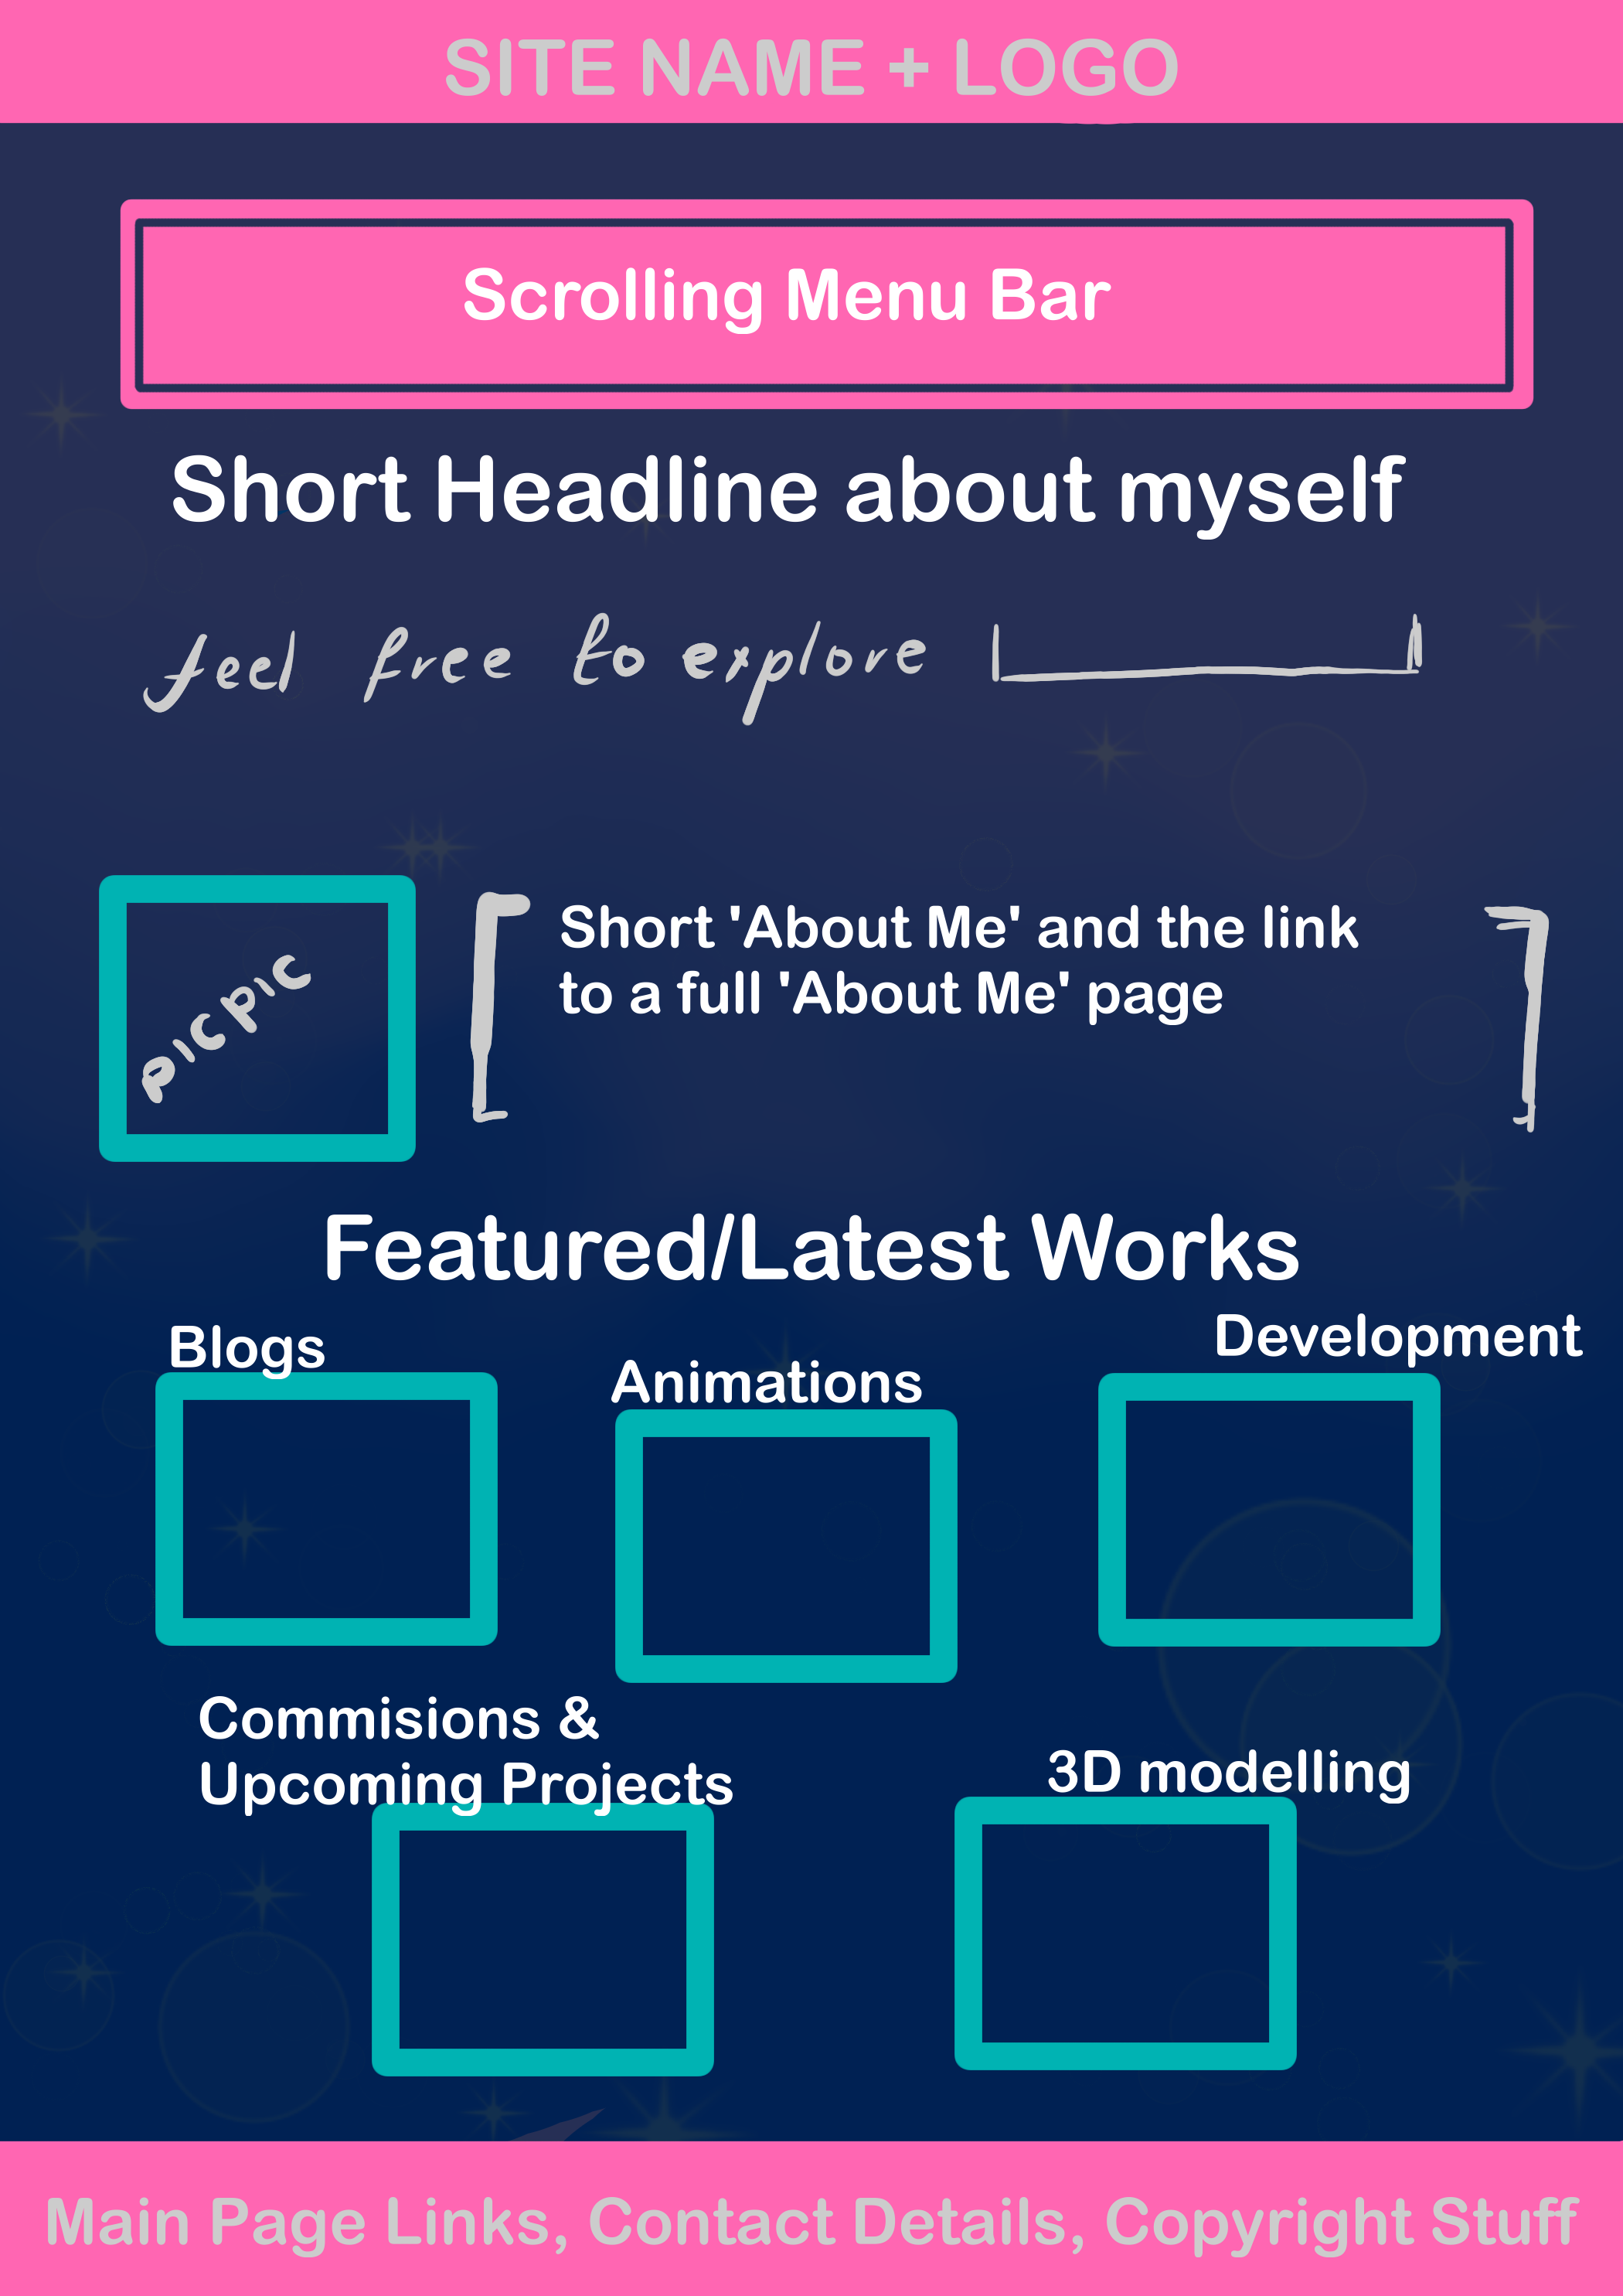 SITE NAME + LOGO
Scrolling Menu Bar
Short Headline about myself
feel free to explore
PIC PIC
Short 'About Me' and the link
to a full 'About Me' page
Featured/Latest Works
Blogs
Animations
Development
Commisions &
Upcoming Projects
3D modelling
Main Page Links, Contact Details, Copyright Stuff